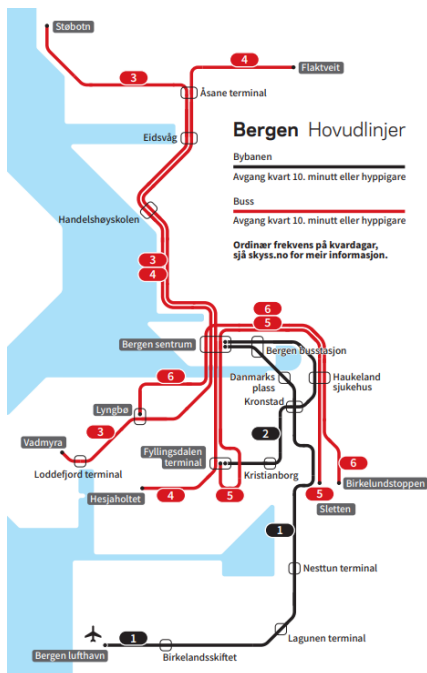 Støbotn
4
Flaktveit
3
Åsane terminal
Eidsvåg
Bergen Hovudlinjer
Bybanen
Avgang kvart 10. minutt eller hyppigare
Buss
Avgang kvart 10. minutt eller hyppigare
Ordinær frekvens på kvardagar,
sjå skyss.no for meir informasjon.
Handelshøyskolen
3
4
6
5
Bergen sentrum
Bergen busstasjon
6
Danmarks
plass
Haukeland
sjukehus
Kronstad
Lyngbø
3
2
Vadmyra
Fyllingsdalen
terminal
6
Loddefjord terminal
Kristianborg
Birkelundstoppen
Hesjaholtet
4
5
5
Sletten
1
Nesttun terminal
1
Lagunen terminal
Bergen lufthavn
Birkelandsskiftet